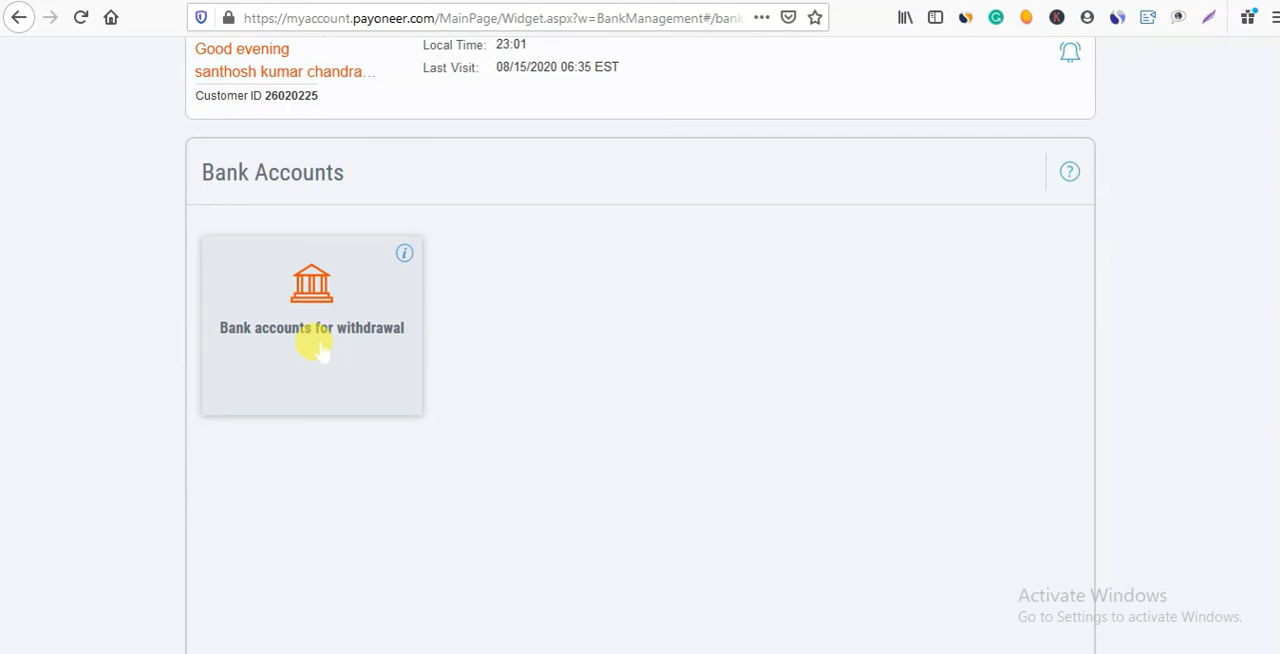 https://myaccount.payoneer.com/MainPage/Widget.aspx?w=BankManagement#/bank
Good evening
santhosh kumar chandra...
Customer ID 26020225
Local Time: 23:01
Last Visit: 08/15/2020 06:35 EST
Bank Accounts
?
i
Bank accounts for withdrawal
Activate Windows
Go to Settings to activate Windows.